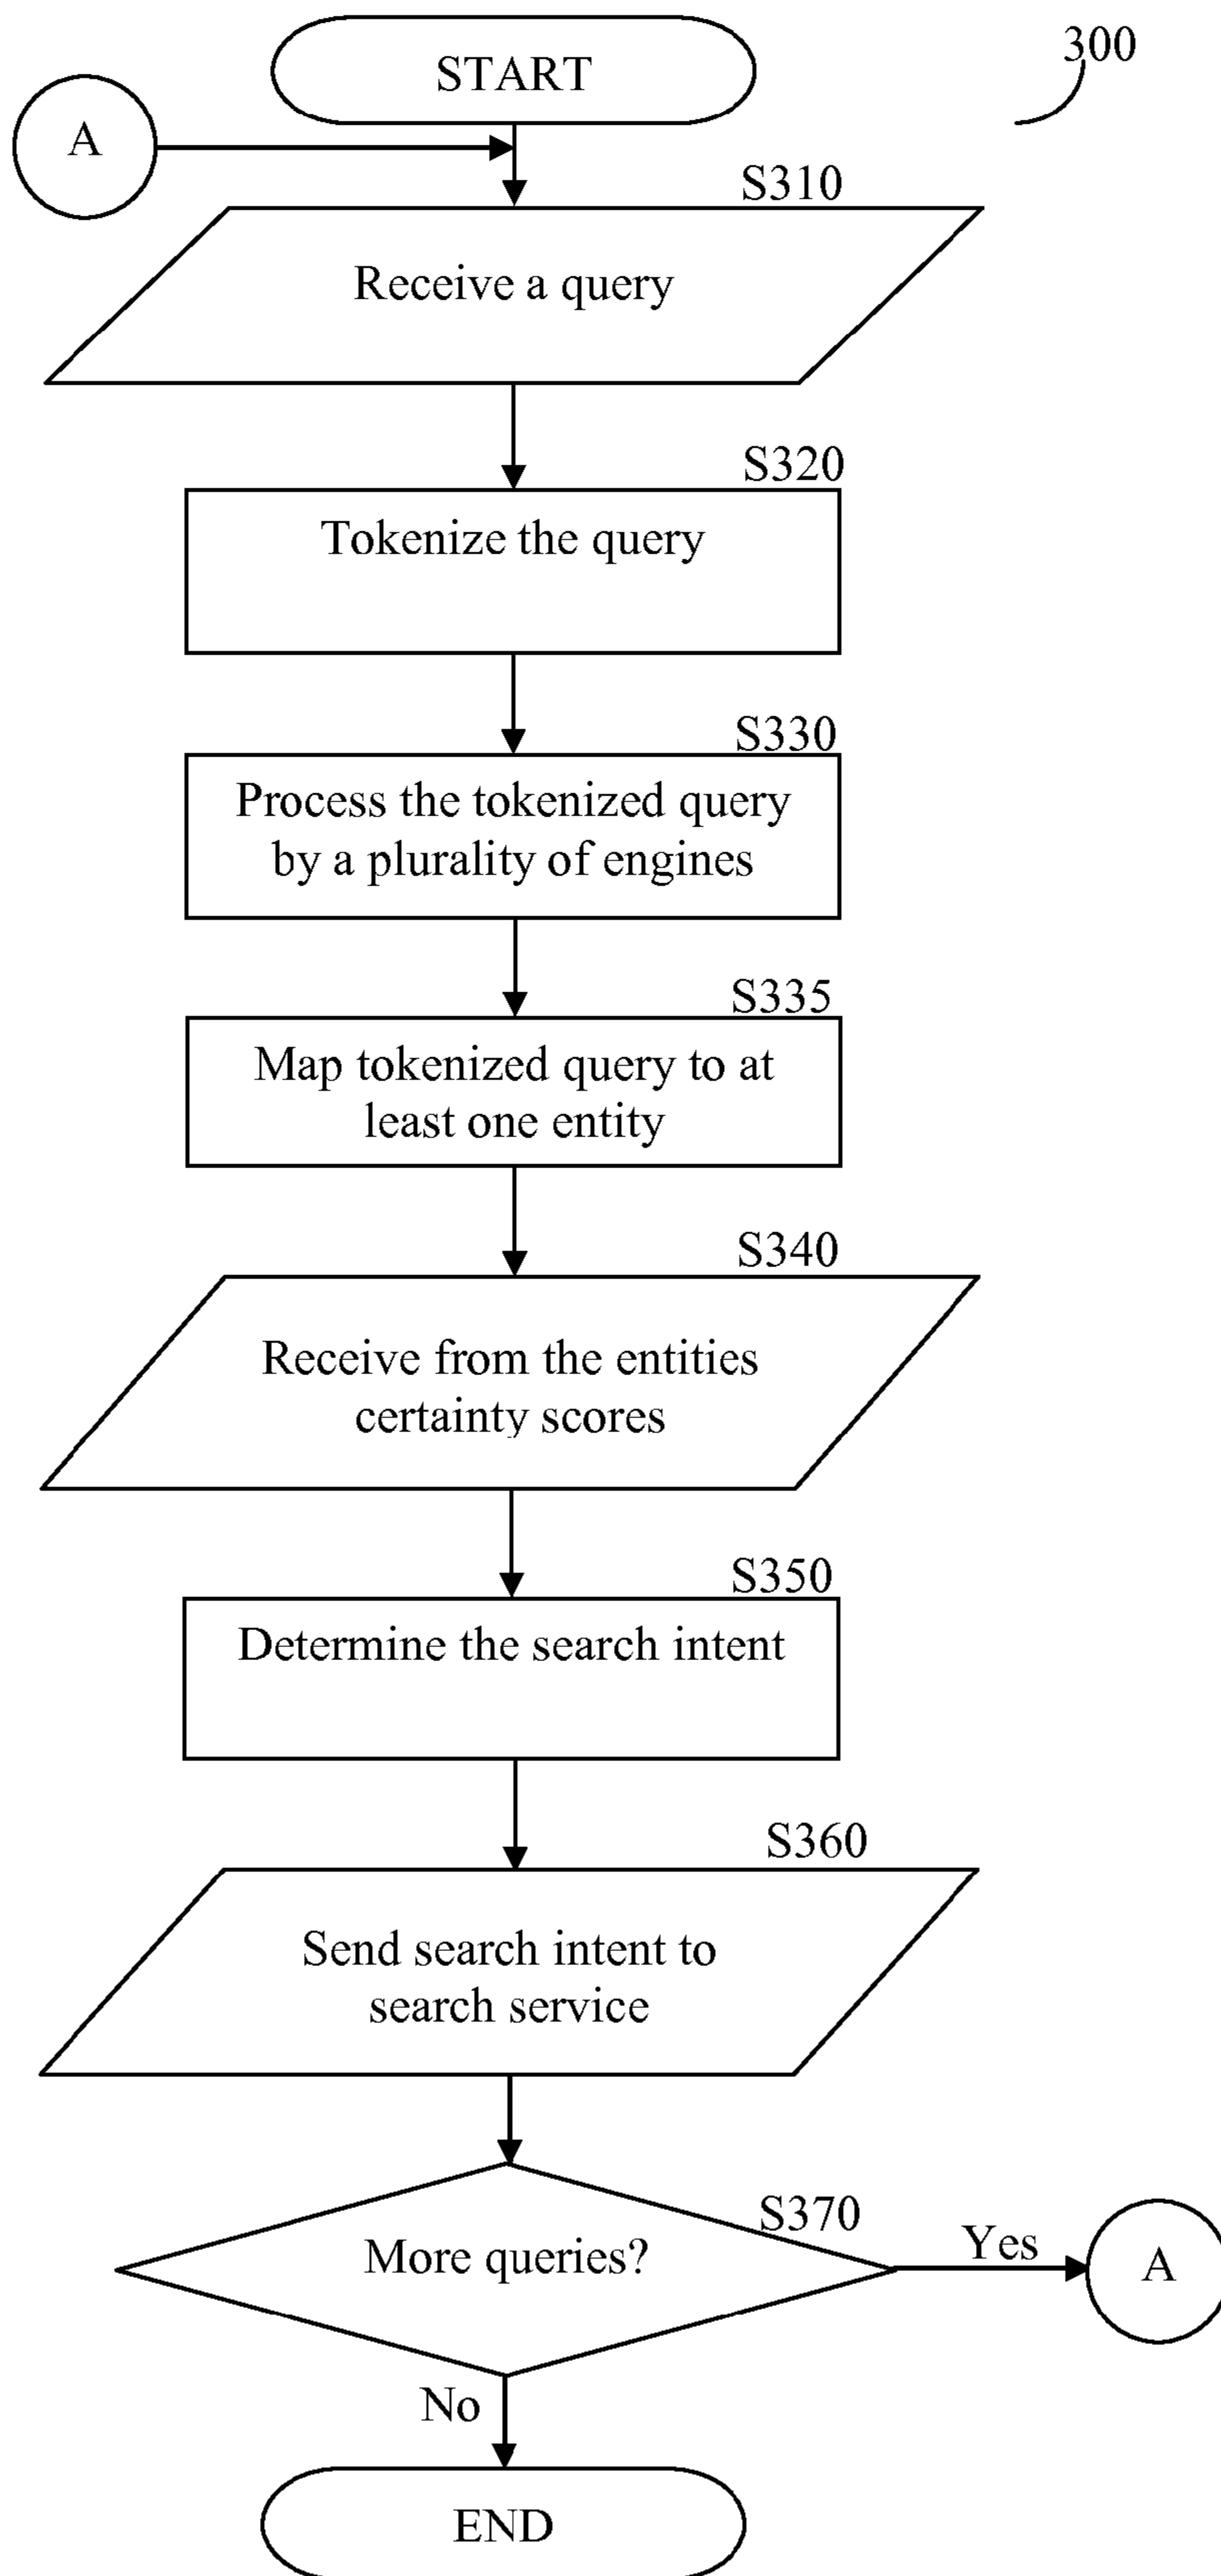 START
300
A
S310
Receive a query
S320
Tokenize the query
S330
Process the tokenized query
by a plurality of engines
S335
Map tokenized query to at
least one entity
S340
Receive from the entities
certainty scores
S350
Determine the search intent
S360
Send search intent to
search service
S370
More queries?
Yes
A
No
END